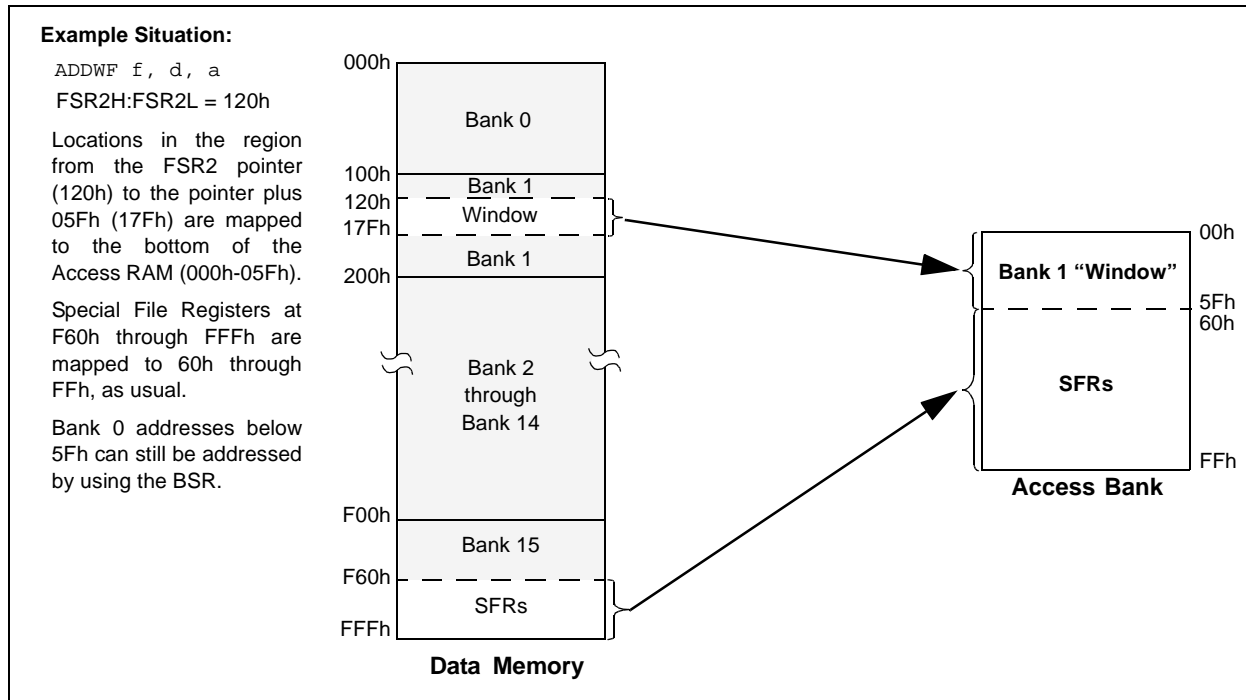 Example Situation:
ADDWF f, d, a
FSR2H:FSR2L = 120h
Locations in the region
from the FSR2 pointer
(120h) to the pointer plus
05Fh (17Fh) are mapped
to the bottom of the
Access RAM (000h-05Fh).
Special File Registers at
F60h through FFFh are
mapped to 60h through
FFh, as usual.
Bank 0 addresses below
5Fh can still be addressed
by using the BSR.
000h
Bank 0
100h
Bank 1
120h
Window
17Fh
Bank 1
200h
Bank 2
through
Bank 14
F00h
Bank 15
F60h
SFRs
FFFh
Data Memory
00h
Bank 1 “Window”
5Fh
60h
SFRs
FFh
Access Bank